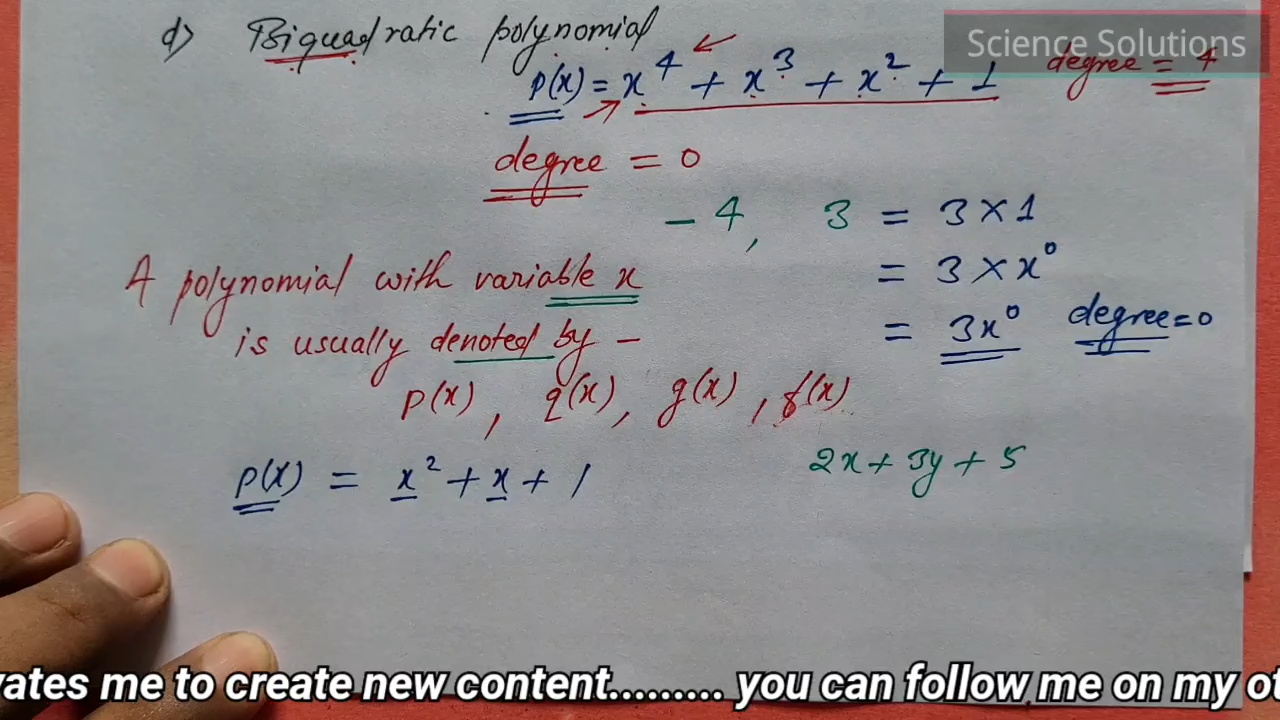 d) Biquadratic polynomial
Science Solutions
p(x) = x⁴ + x³ + x² + 1 degree = 4
degree = 0
- 4, 3 = 3 × 1
= 3 × x⁰
= 3x⁰ degree=0
A polynomial with variable x
is usually denoted by –
p(x), q(x), g(x), f(x)
p(x) = x² + x + 1
2x + 3y + 5
vates me to create new content......... you can follow me on my ot